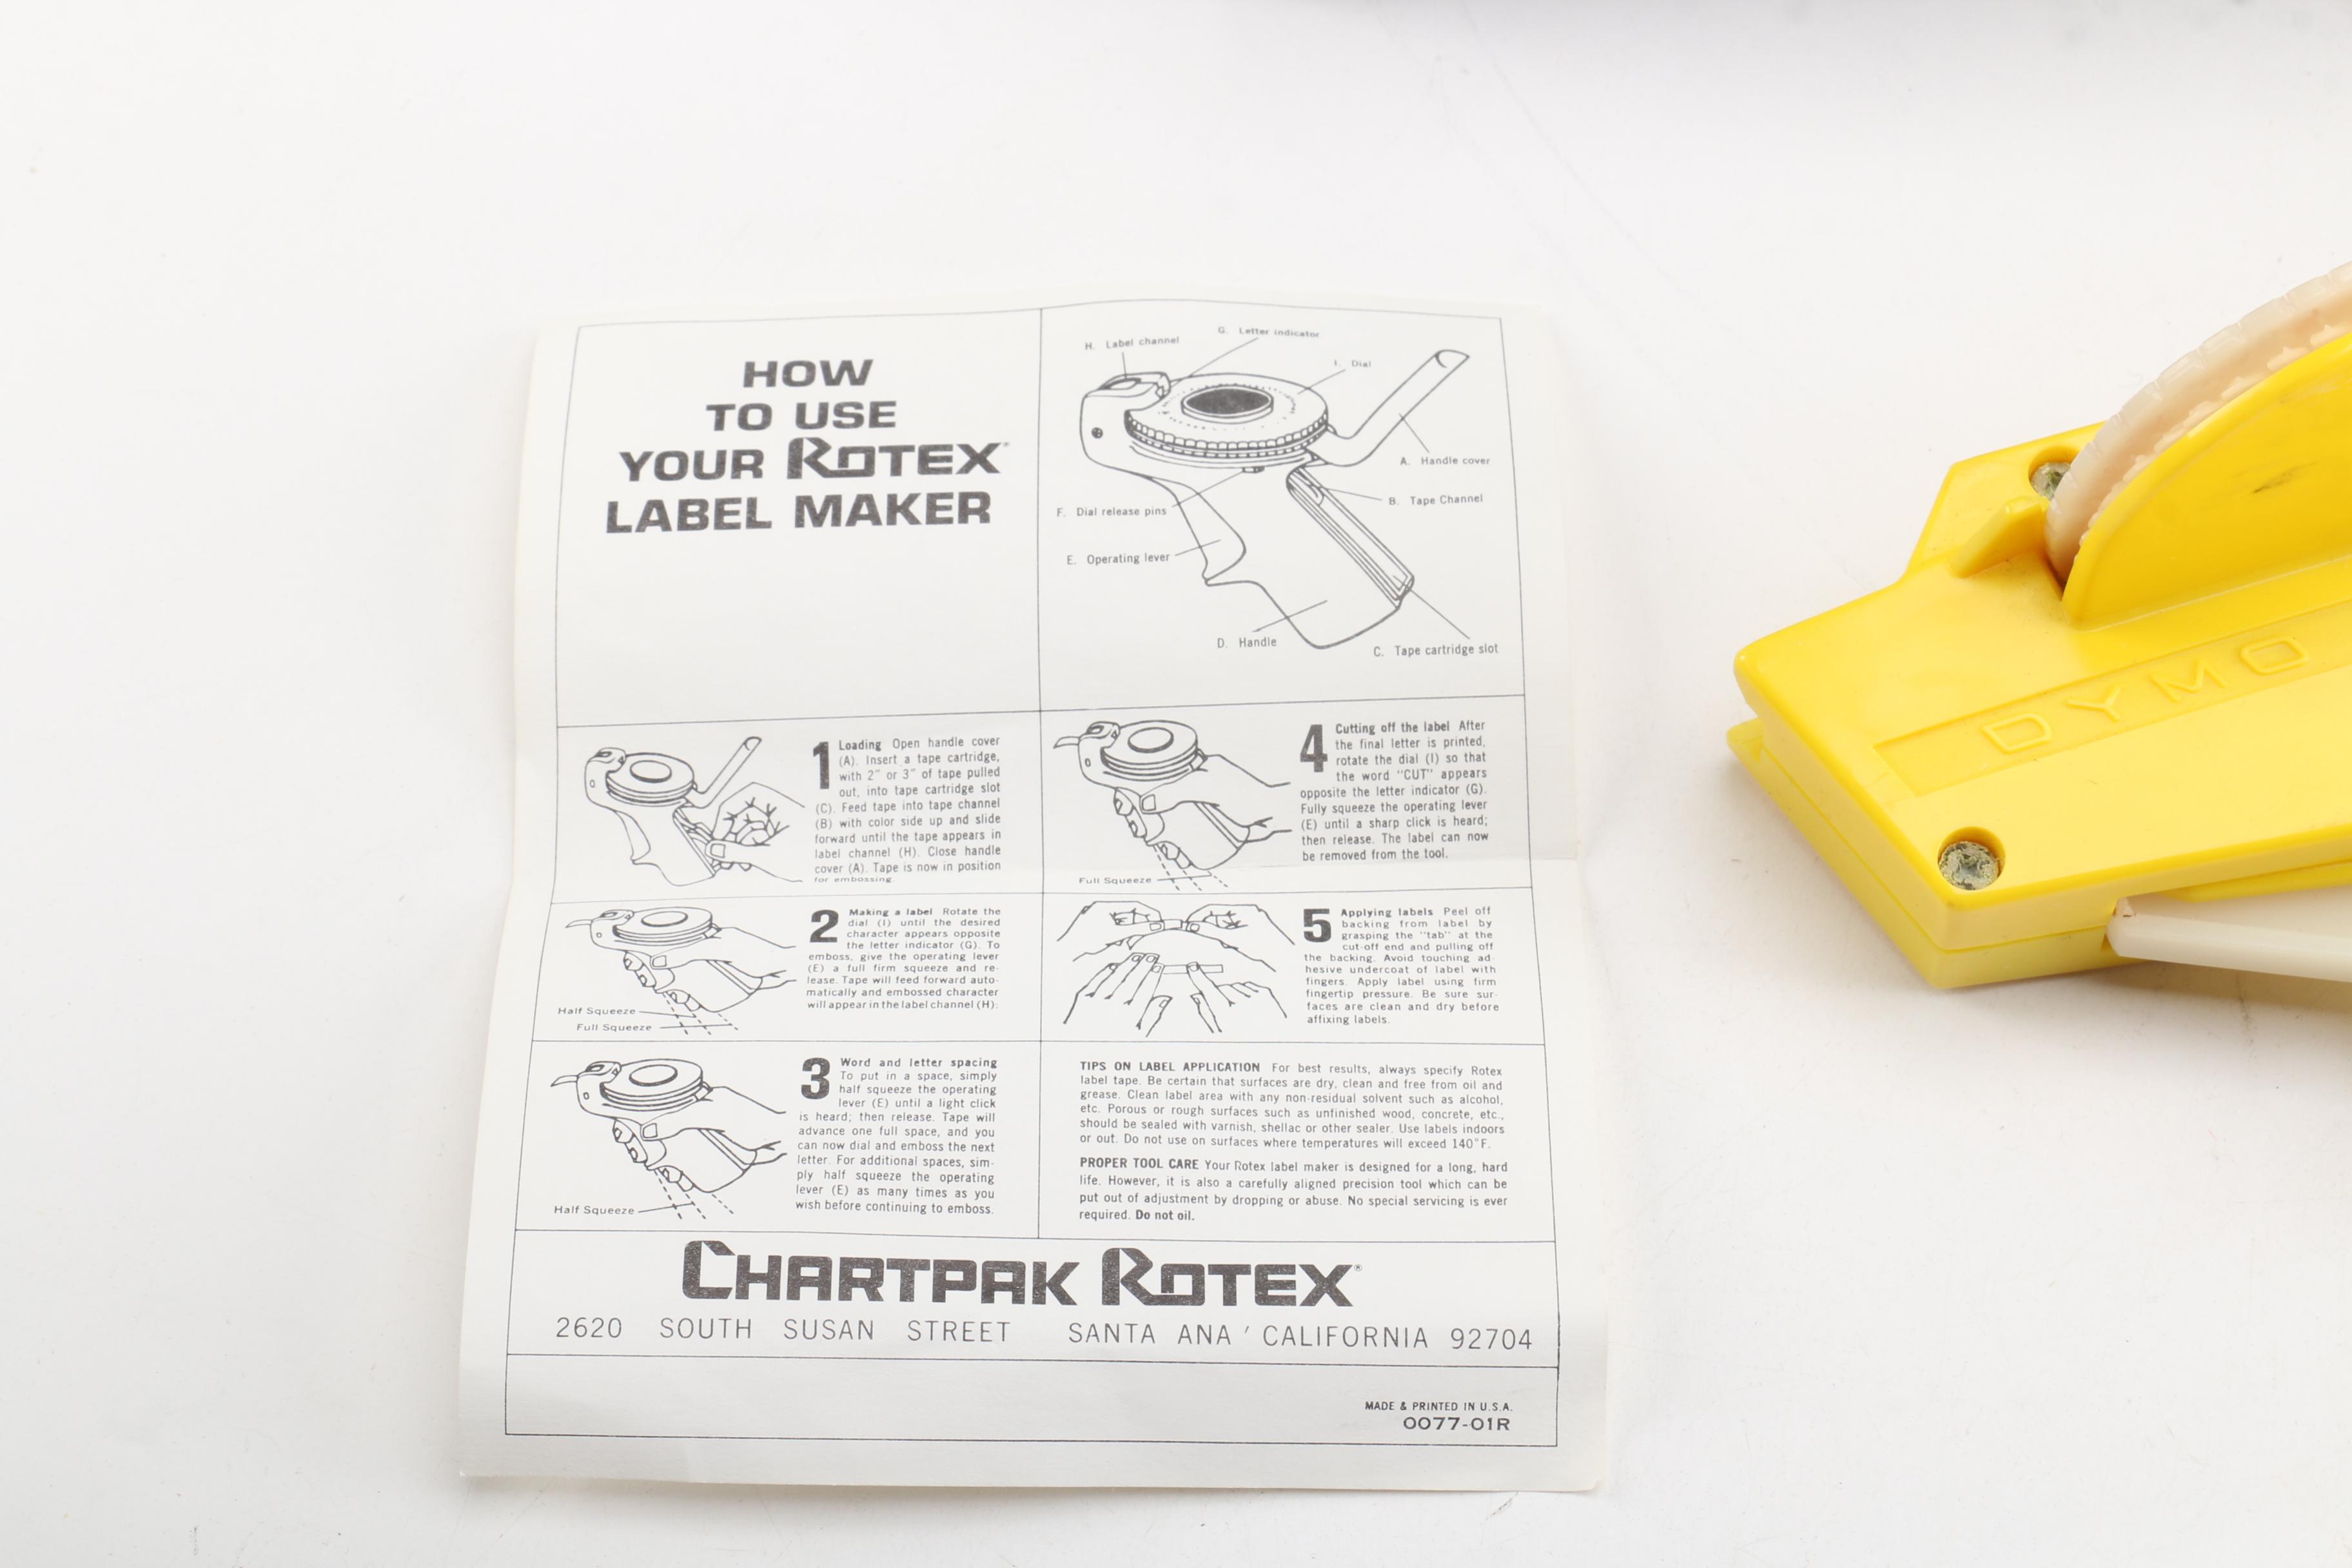 HOW
TO USE
YOUR ROTEX®
LABEL MAKER
G. Letter indicator
H. Label channel
I. Dial
A. Handle cover
B. Tape Channel
F. Dial release pins
E. Operating lever
D. Handle
C. Tape cartridge slot
1 Loading Open handle cover
(A). Insert a tape cartridge,
with 2" or 3" of tape pulled
out, into tape cartridge slot
(C). Feed tape into tape channel
(B) with color side up and slide
forward until the tape appears in
label channel (H). Close handle
cover (A). Tape is now in position
for embossing.
2 Making a label Rotate the
dial (I) until the desired
character appears opposite
the letter indicator (G). To
emboss, give the operating lever
(E) a full firm squeeze and re-
lease. Tape will feed forward auto-
matically and embossed character
will appear in the label channel (H).
Half Squeeze
Full Squeeze
3 Word and letter spacing
To put in a space, simply
half squeeze the operating
lever (E) until a light click
is heard; then release. Tape will
advance one full space, and you
can now dial and emboss the next
letter. For additional spaces, sim-
ply half squeeze the operating
lever (E) as many times as you
wish before continuing to emboss.
Half Squeeze
4 Cutting off the label After
the final letter is printed,
rotate the dial (I) so that
the word "CUT" appears
opposite the letter indicator (G).
Fully squeeze the operating lever
(E) until a sharp click is heard;
then release. The label can now
be removed from the tool.
Full Squeeze
5 Applying labels Peel off
backing from label by
grasping the "tab" at the
cut-off end and pulling off
the backing. Avoid touching ad
hesive undercoat of label with
fingers. Apply label using firm
fingertip pressure. Be sure sur-
faces are clean and dry before
affixing labels.
TIPS ON LABEL APPLICATION For best results, always specify Rotex
label tape. Be certain that surfaces are dry, clean and free from oil and
grease. Clean label area with any non-residual solvent such as alcohol,
etc. Porous or rough surfaces such as unfinished wood, concrete, etc.,
should be sealed with varnish, shellac or other sealer. Use labels indoors
or out. Do not use on surfaces where temperatures will exceed 140°F.
PROPER TOOL CARE Your Rotex label maker is designed for a long, hard
life. However, it is also a carefully aligned precision tool which can be
put out of adjustment by dropping or abuse. No special servicing is ever
required. Do not oil.
CHARTPAK ROTEX®
2620 SOUTH SUSAN STREET SANTA ANA ' CALIFORNIA 92704
MADE & PRINTED IN U.S.A.
0077-01R
DYMO